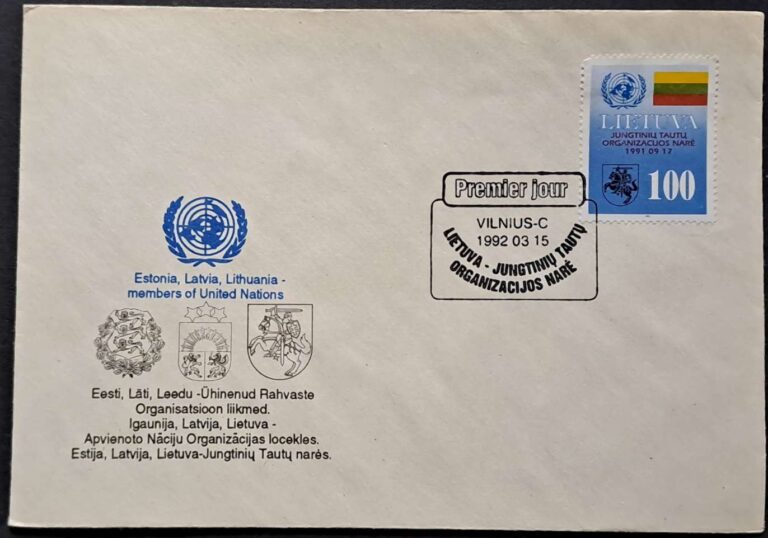 LIETUVA
JUNGTINIŲ TAUTŲ
ORGANIZACIJOS NARĖ
1991 09 17
100
Premier jour
VILNIUS-C
1992 03 15
LIETUVA - JUNGTINIŲ TAUTŲ
ORGANIZACIJOS NARĖ
Estonia, Latvia, Lithuania -
members of United Nations
Eesti, Läti, Leedu -Ühinenud Rahvaste
Organisatsioon liikmed.
Igaunija, Latvija, Lietuva -
Apvienoto Nāciju Organizācijas locekles.
Estija, Latvija, Lietuva-Jungtinių Tautų narės.